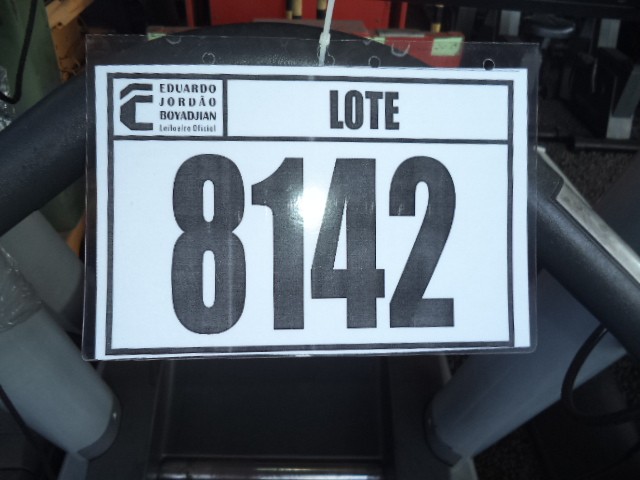 EDUARDO
JORDÃO
BOYADJIAN
Leiloeiro Oficial
LOTE
8142